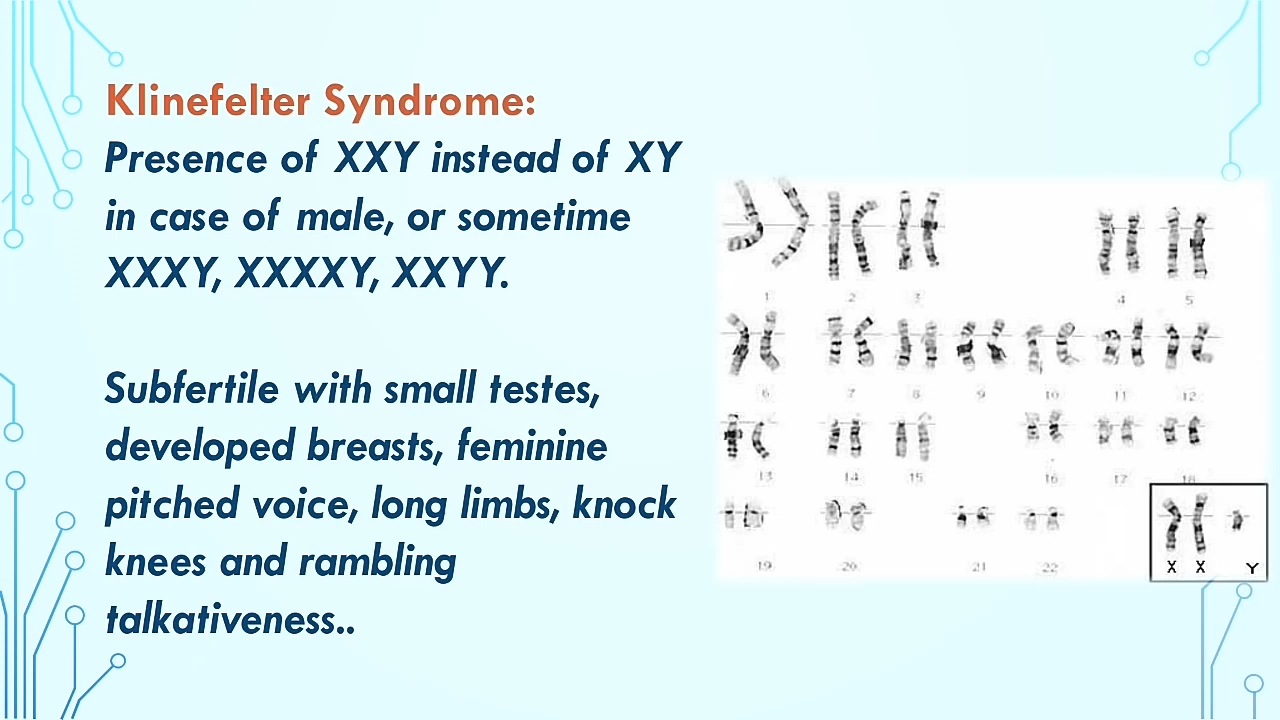 Klinefelter Syndrome:
Presence of XXY instead of XY
in case of male, or sometime
XXXY, XXXXY, XXYY.
Subfertile with small testes,
developed breasts, feminine
pitched voice, long limbs, knock
knees and rambling
talkativeness..
1 2 3 4 5
6 7 8 9 10 11 12
13 14 15 16 17 18
19 20 21 22
X X Y